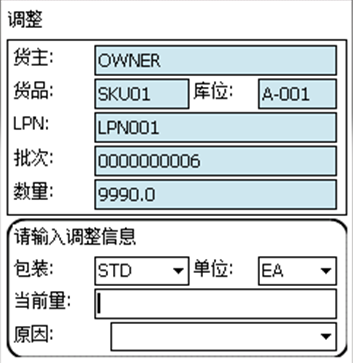 调整
货主: OWNER
货品: SKU01 库位: A-001
LPN: LPN001
批次: 0000000006
数量: 9990.0
请输入调整信息
包装: STD 单位: EA
当前量:
原因: